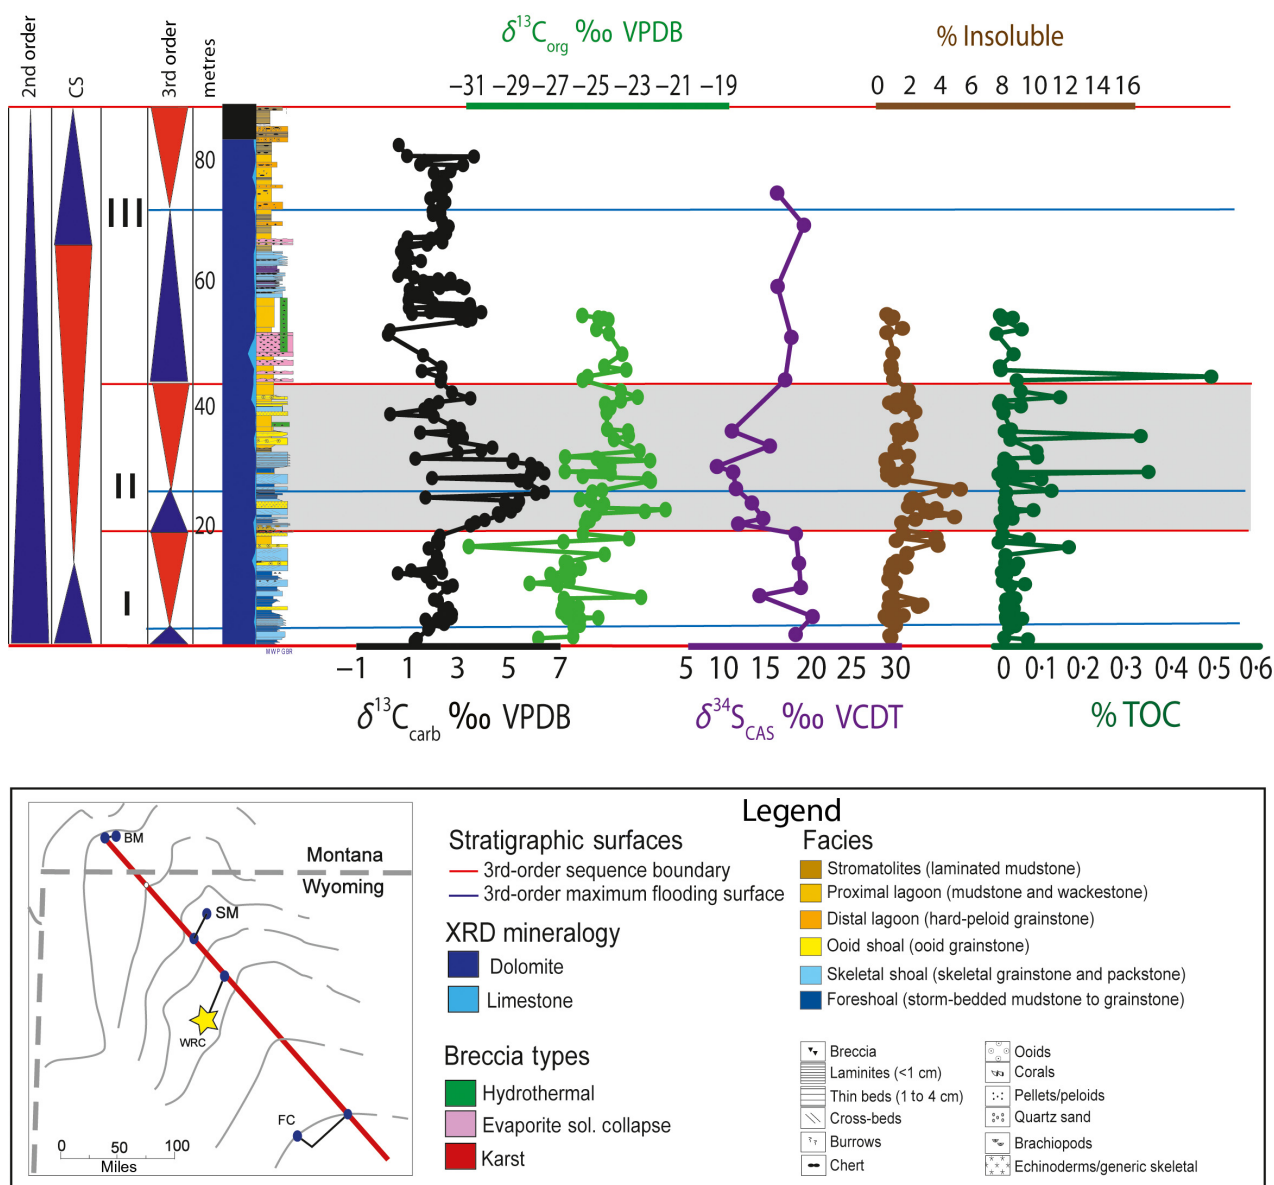 δ13Corg ‰ VPDB
% Insoluble
2nd order
CS
3rd order
metres
−31 −29 −27 −25 −23 −21 −19
0 2 4 6 8 10 12 14 16
80
III
60
40
II
20
I
MWPGBR
−1 1 3 5 7
5 10 15 20 25 30
0 0·1 0·2 0·3 0·4 0·5 0·6
δ13Ccarb ‰ VPDB
δ34SCAS ‰ VCDT
% TOC
Legend
BM
Montana
Wyoming
SM
WRC
FC
0 50 100
Miles
Stratigraphic surfaces
3rd-order sequence boundary
3rd-order maximum flooding surface
XRD mineralogy
Dolomite
Limestone
Breccia types
Hydrothermal
Evaporite sol. collapse
Karst
Facies
Stromatolites (laminated mudstone)
Proximal lagoon (mudstone and wackestone)
Distal lagoon (hard-peloid grainstone)
Ooid shoal (ooid grainstone)
Skeletal shoal (skeletal grainstone and packstone)
Foreshoal (storm-bedded mudstone to grainstone)
Breccia
Laminites (<1 cm)
Thin beds (1 to 4 cm)
Cross-beds
Burrows
Chert
Ooids
Corals
Pellets/peloids
Quartz sand
Brachiopods
Echinoderms/generic skeletal